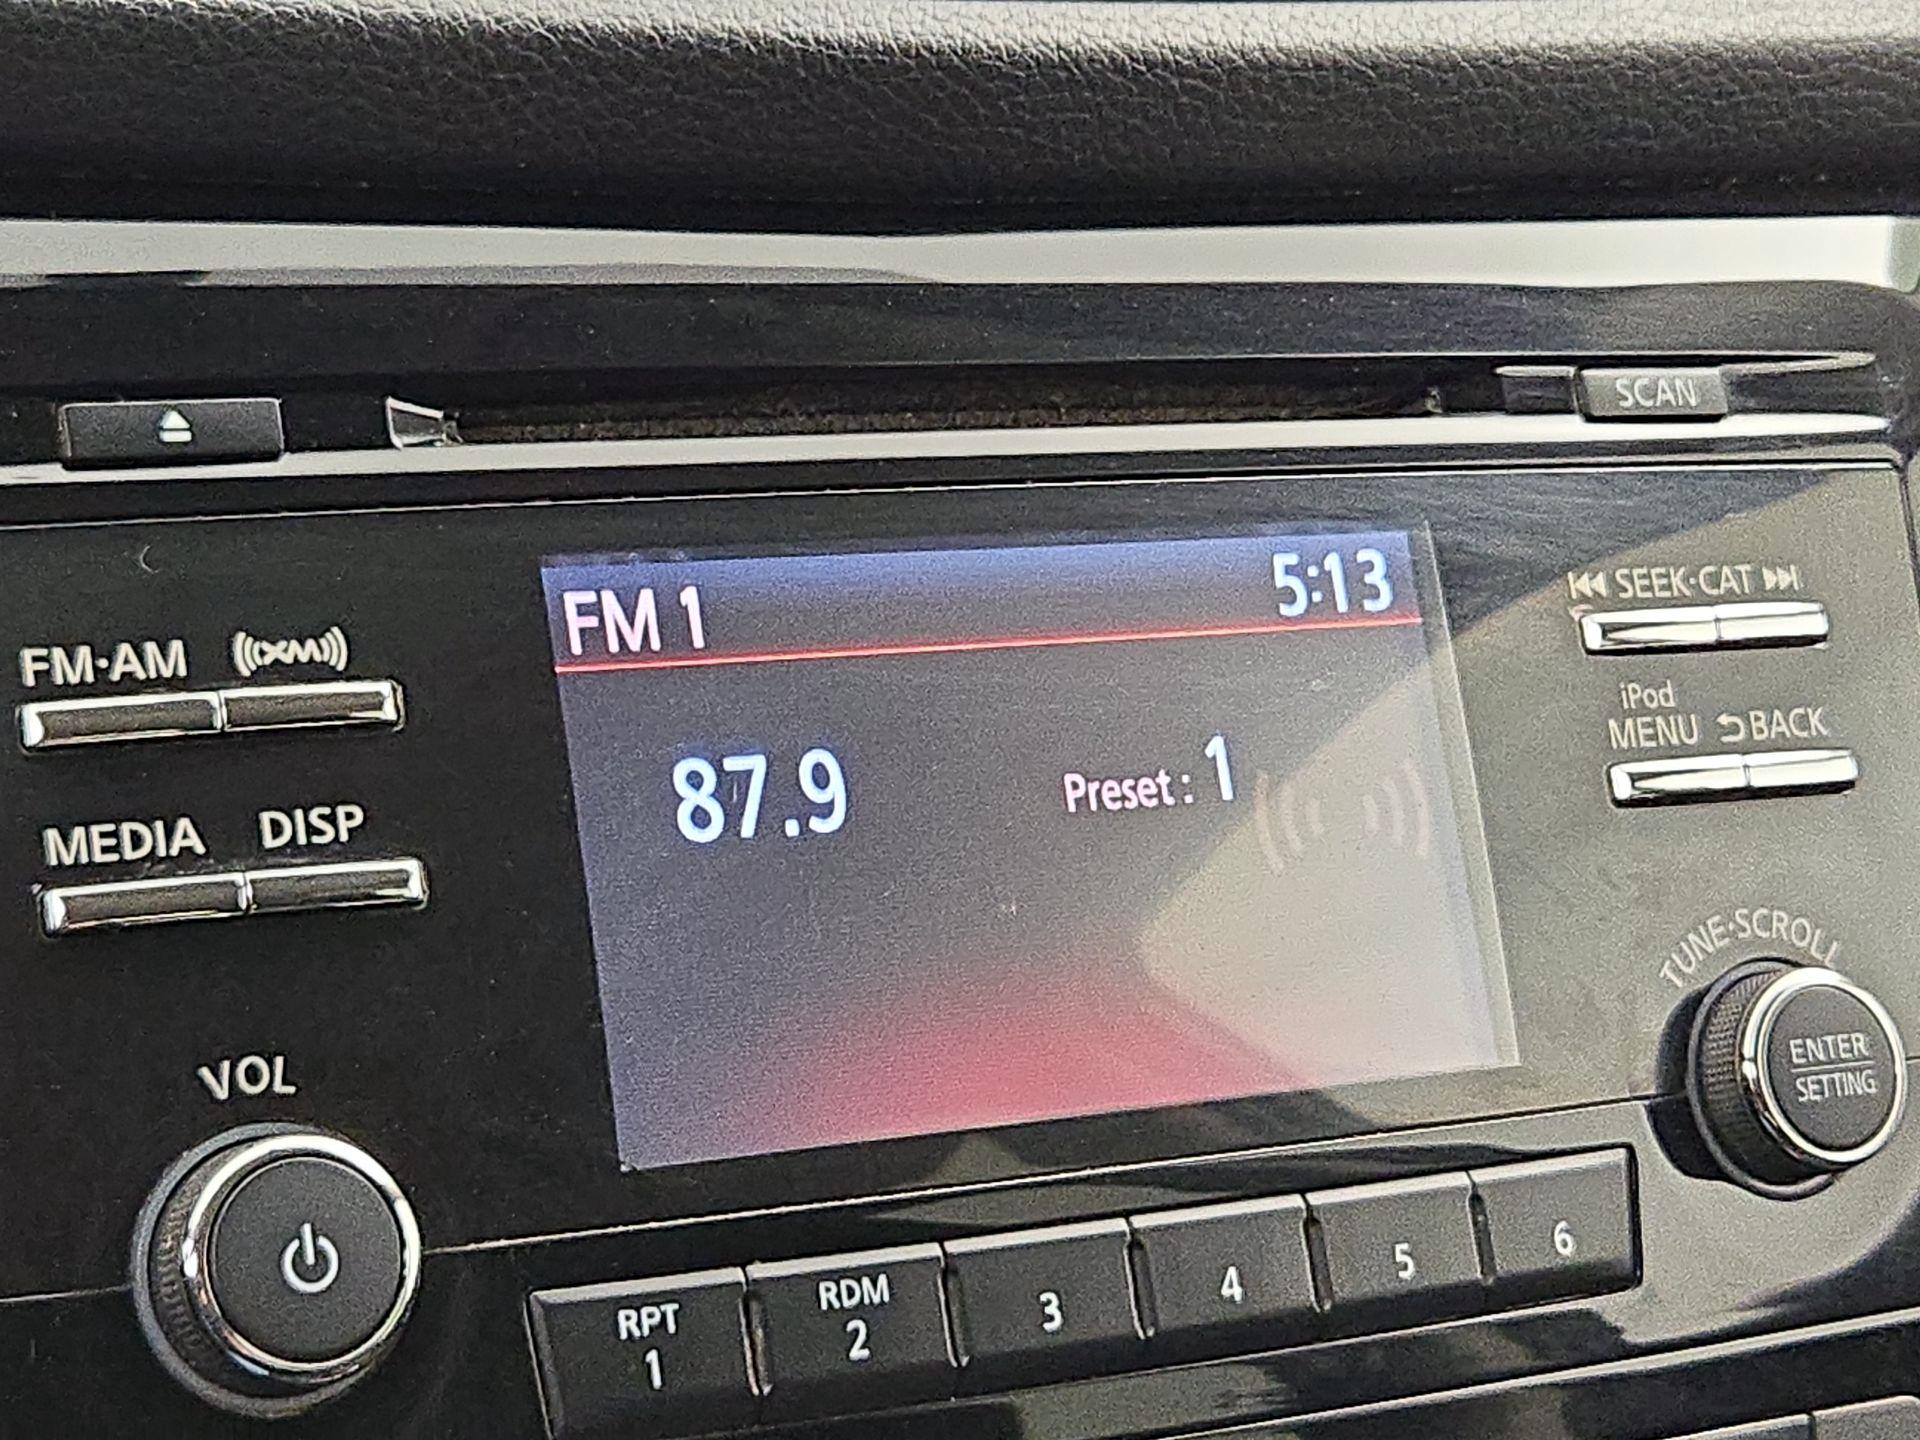 SCAN
FM 1 5:13
SEEK·CAT
FM·AM XM
iPod
MENU BACK
87.9 Preset : 1
MEDIA DISP
TUNE·SCROLL
VOL
ENTER
SETTING
RPT
1
RDM
2
3
4
5
6